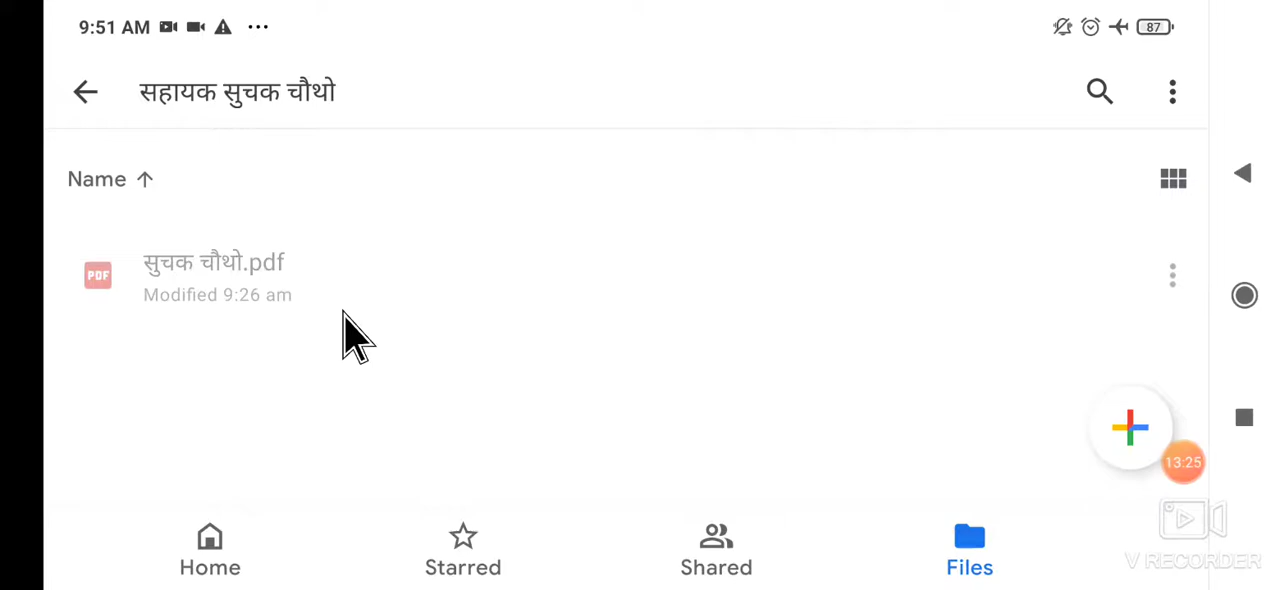 9:51 AM
87
सहायक सुचक चौथो
Name
PDF
सुचक चौथो.pdf
Modified 9:26 am
13:25
Home
Starred
Shared
Files
V RECORDER